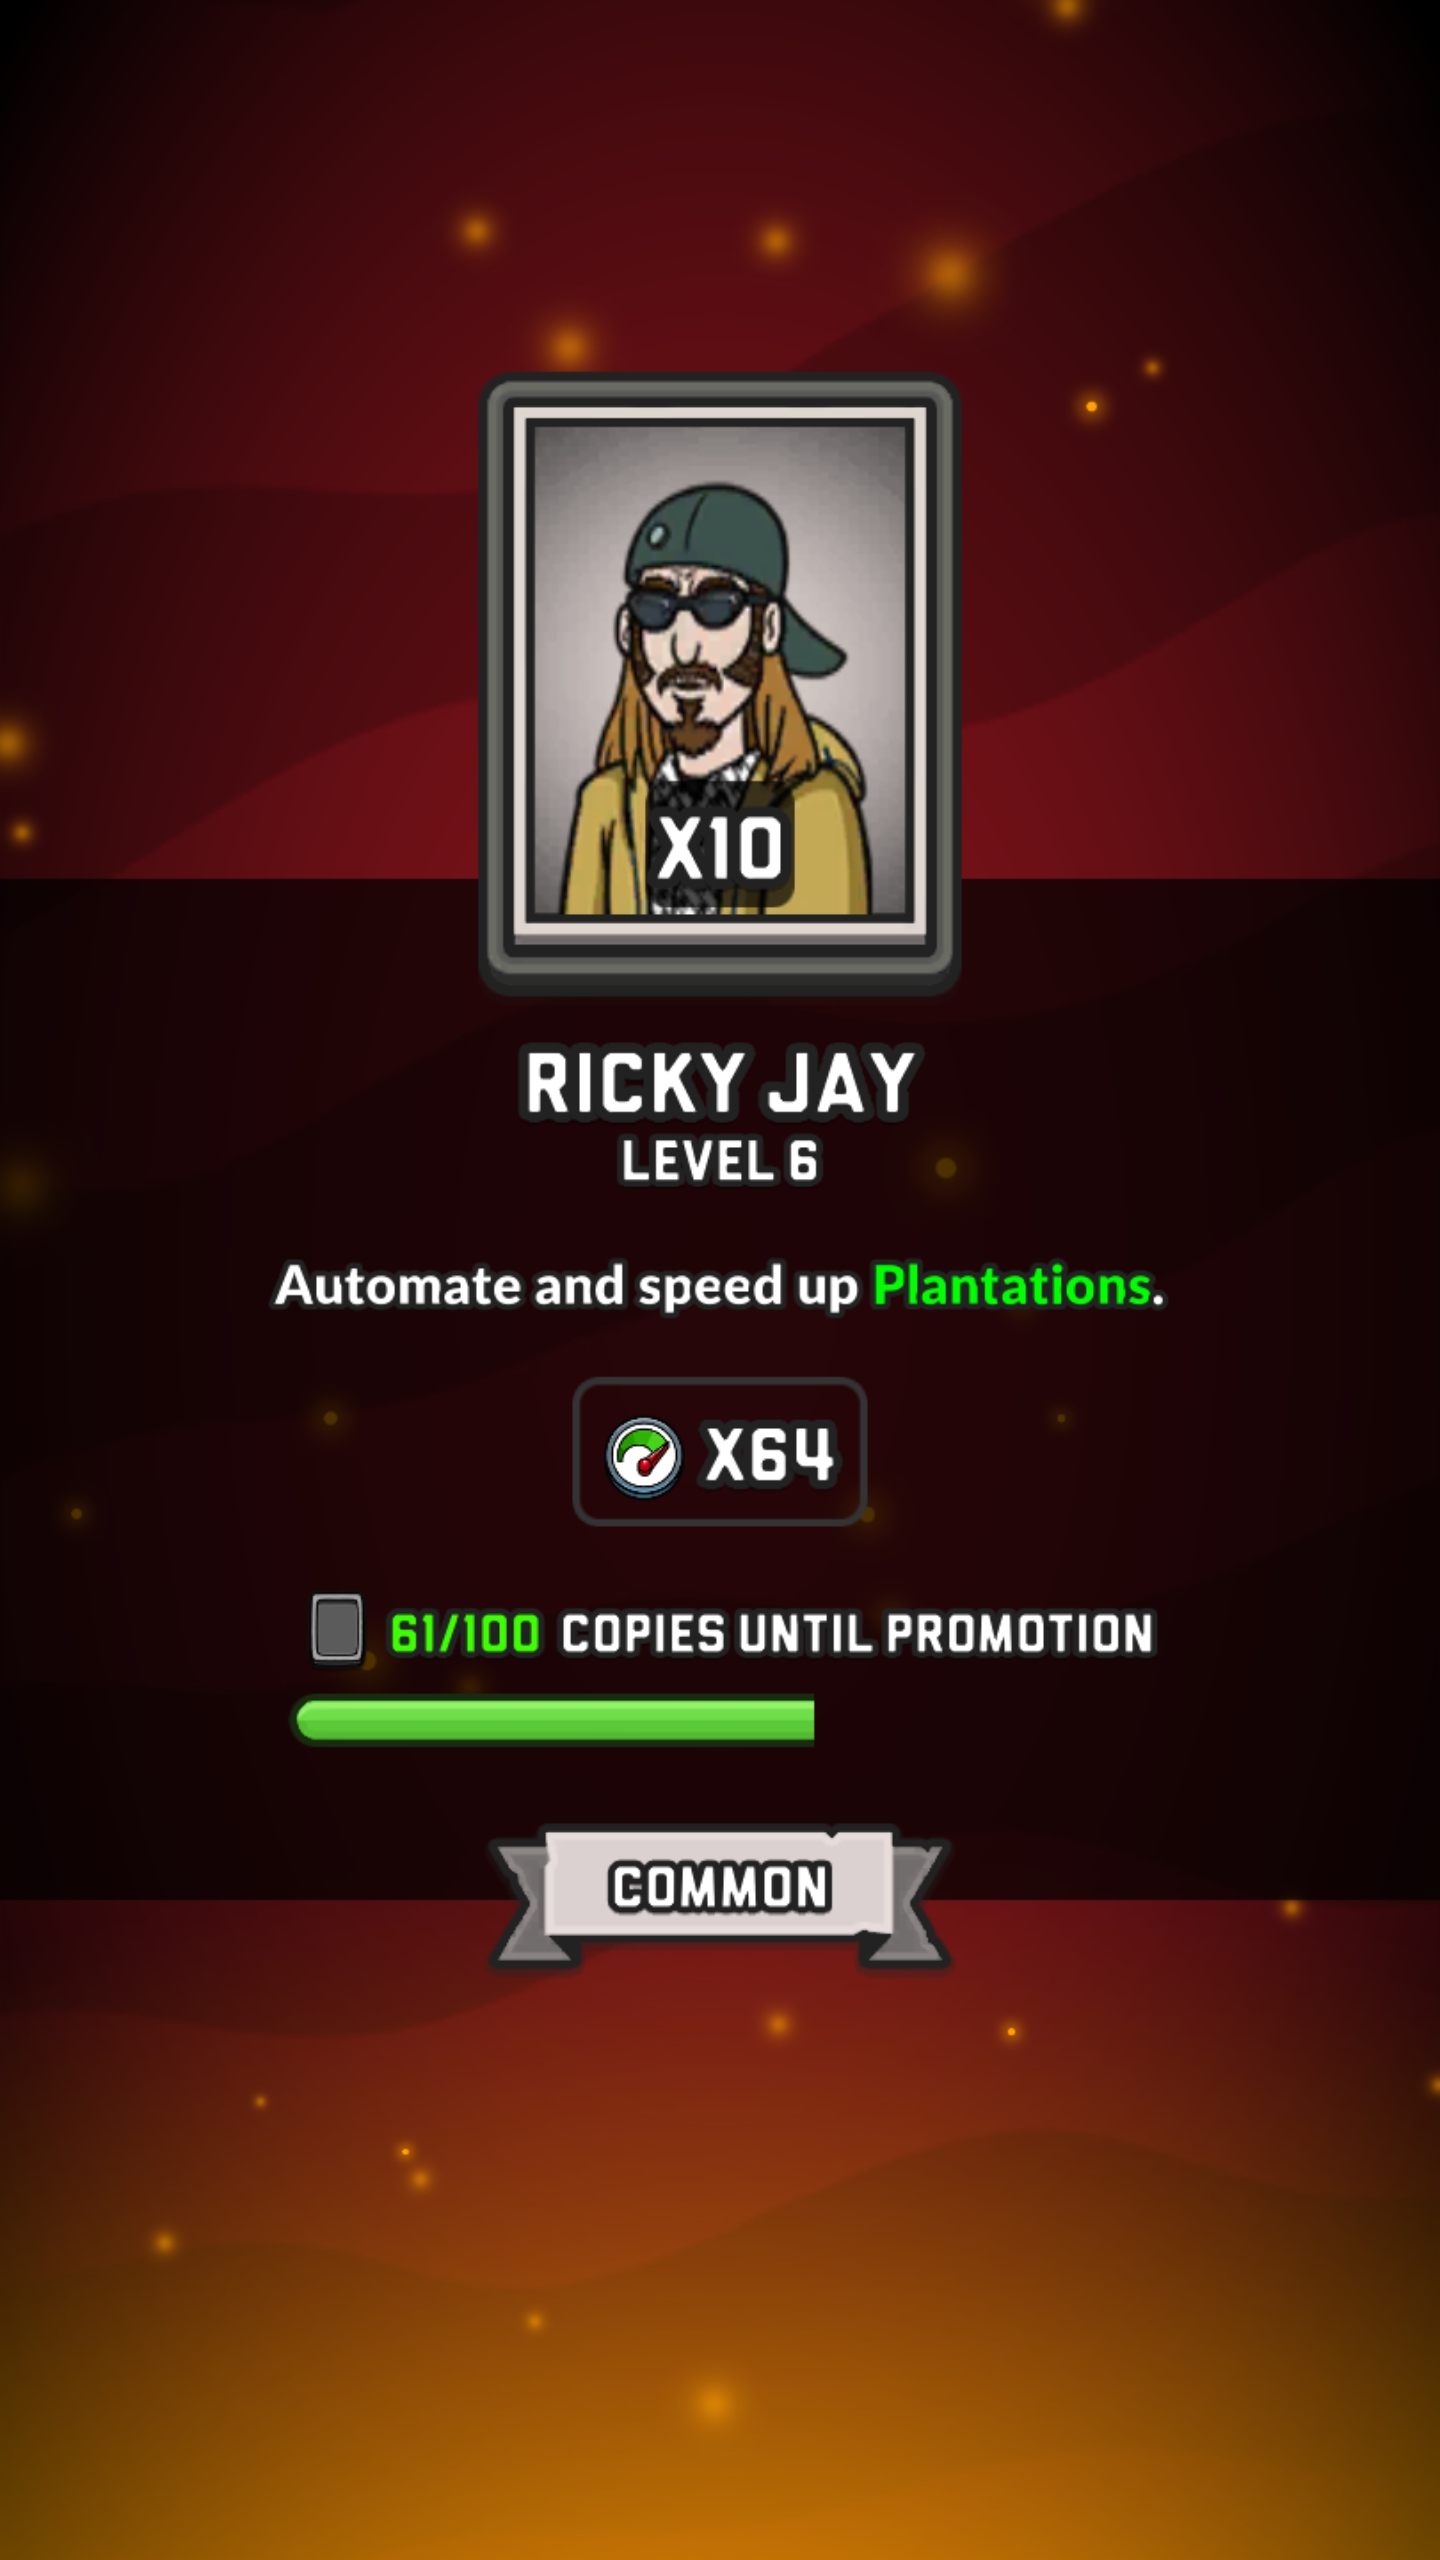 X10
RICKY JAY
LEVEL 6
Automate and speed up Plantations.
X64
61/100 COPIES UNTIL PROMOTION
COMMON